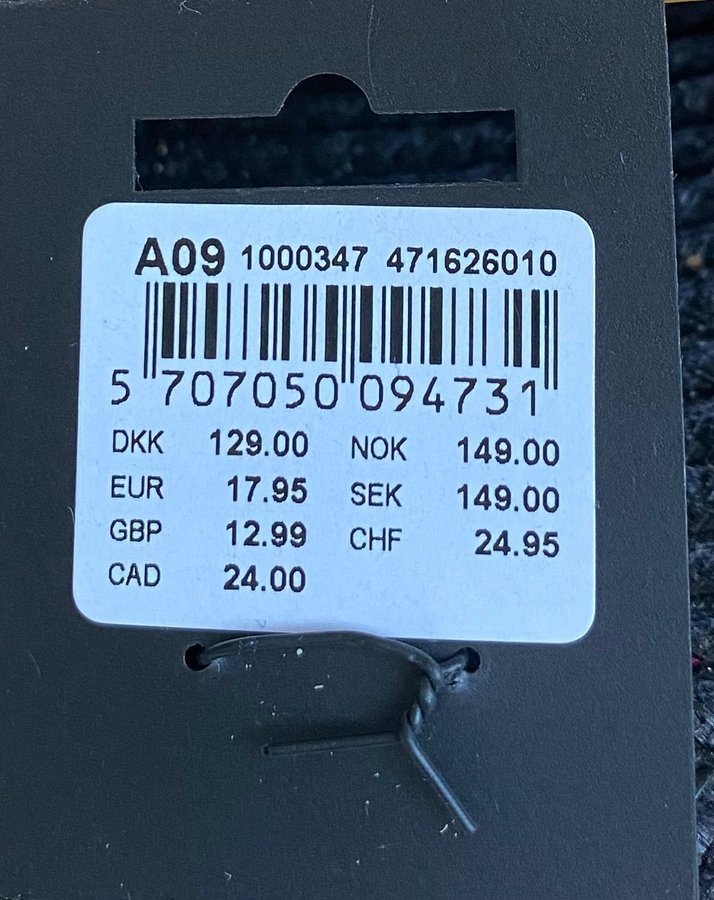 A09 1000347 471626010
5 707050 094731
DKK 129.00 NOK 149.00
EUR 17.95 SEK 149.00
GBP 12.99 CHF 24.95
CAD 24.00